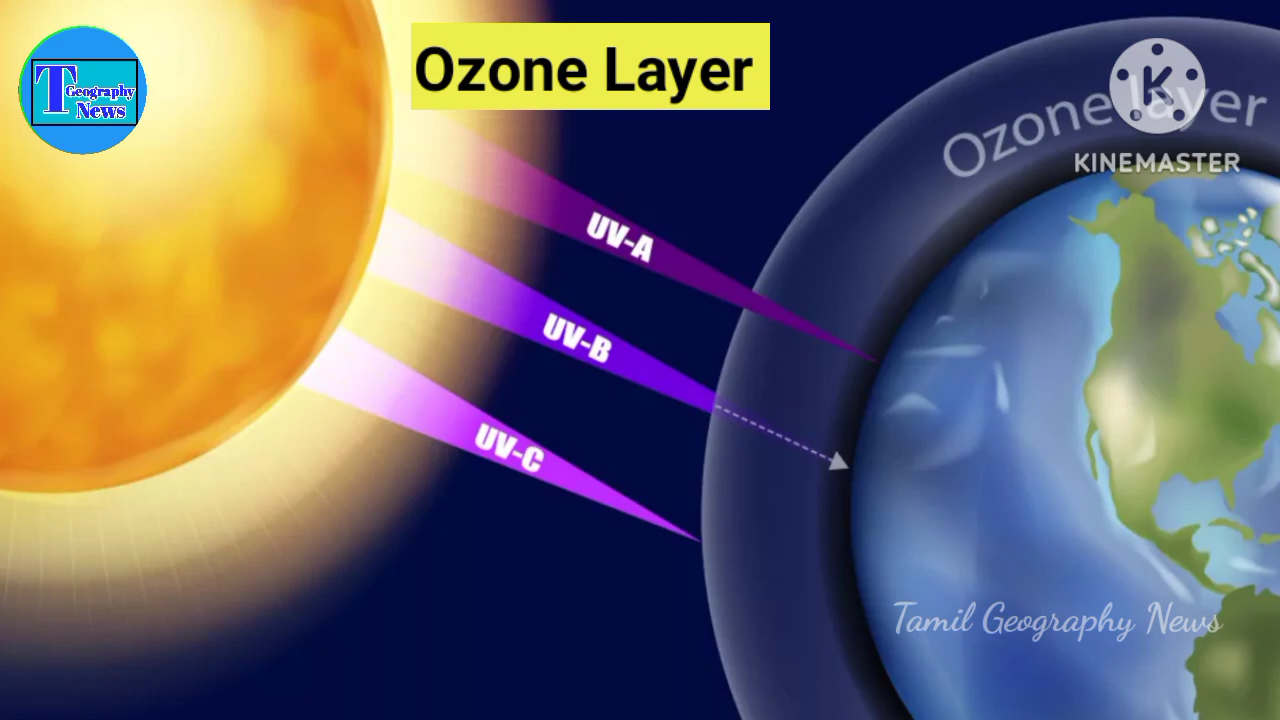 T
Geography
News
Ozone Layer
Ozone layer
K
KINEMASTER
UV-A
UV-B
UV-C
Tamil Geography News